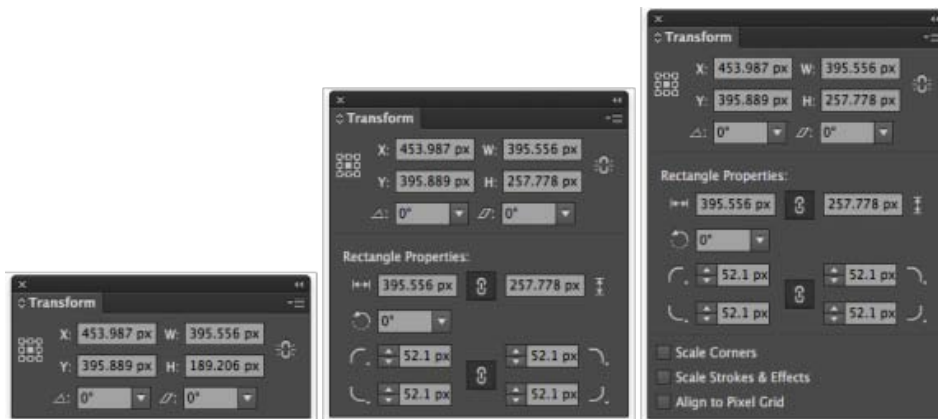 Transform
X: 453.987 px W: 395.556 px
Y: 395.889 px H: 189.206 px
0° 0°
Transform
X: 453.987 px W: 395.556 px
Y: 395.889 px H: 257.778 px
0° 0°
Rectangle Properties:
395.556 px 257.778 px
0°
52.1 px 52.1 px
52.1 px 52.1 px
Transform
X: 453.987 px W: 395.556 px
Y: 395.889 px H: 257.778 px
0° 0°
Rectangle Properties:
395.556 px 257.778 px
0°
52.1 px 52.1 px
52.1 px 52.1 px
Scale Corners
Scale Strokes & Effects
Align to Pixel Grid